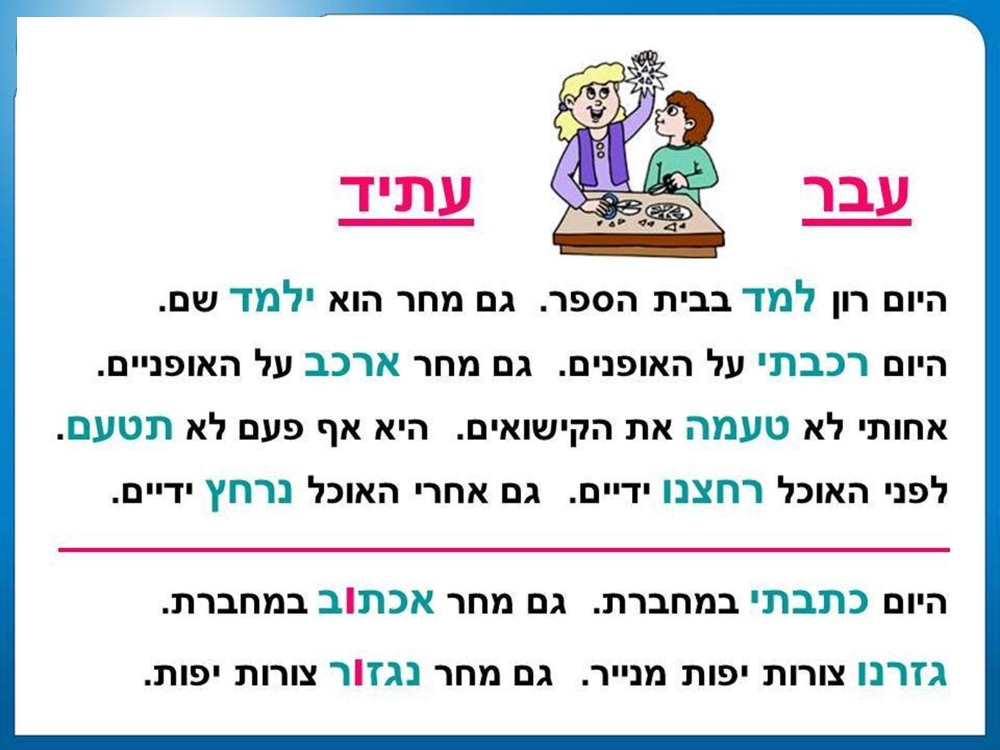 עבר
עתיד
היום רון למד בבית הספר. גם מחר הוא ילמד שם.
היום רכבתי על האופנים. גם מחר ארכב על האופניים.
אחותי לא טעמה את הקישואים. היא אף פעם לא תטעם.
לפני האוכל רחצנו ידיים. גם אחרי האוכל נרחץ ידיים.
היום כתבתי במחברת. גם מחר אכתוב במחברת.
גזרנו צורות יפות מנייר. גם מחר נגזור צורות יפות.